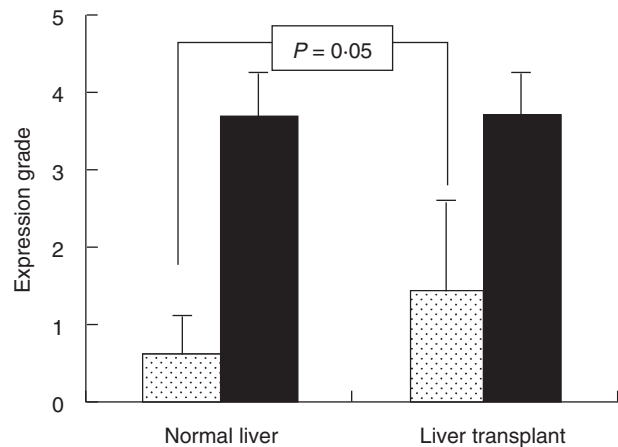 5
P = 0·05
4
3
2
1
0
Expression grade
Normal liver
Liver transplant